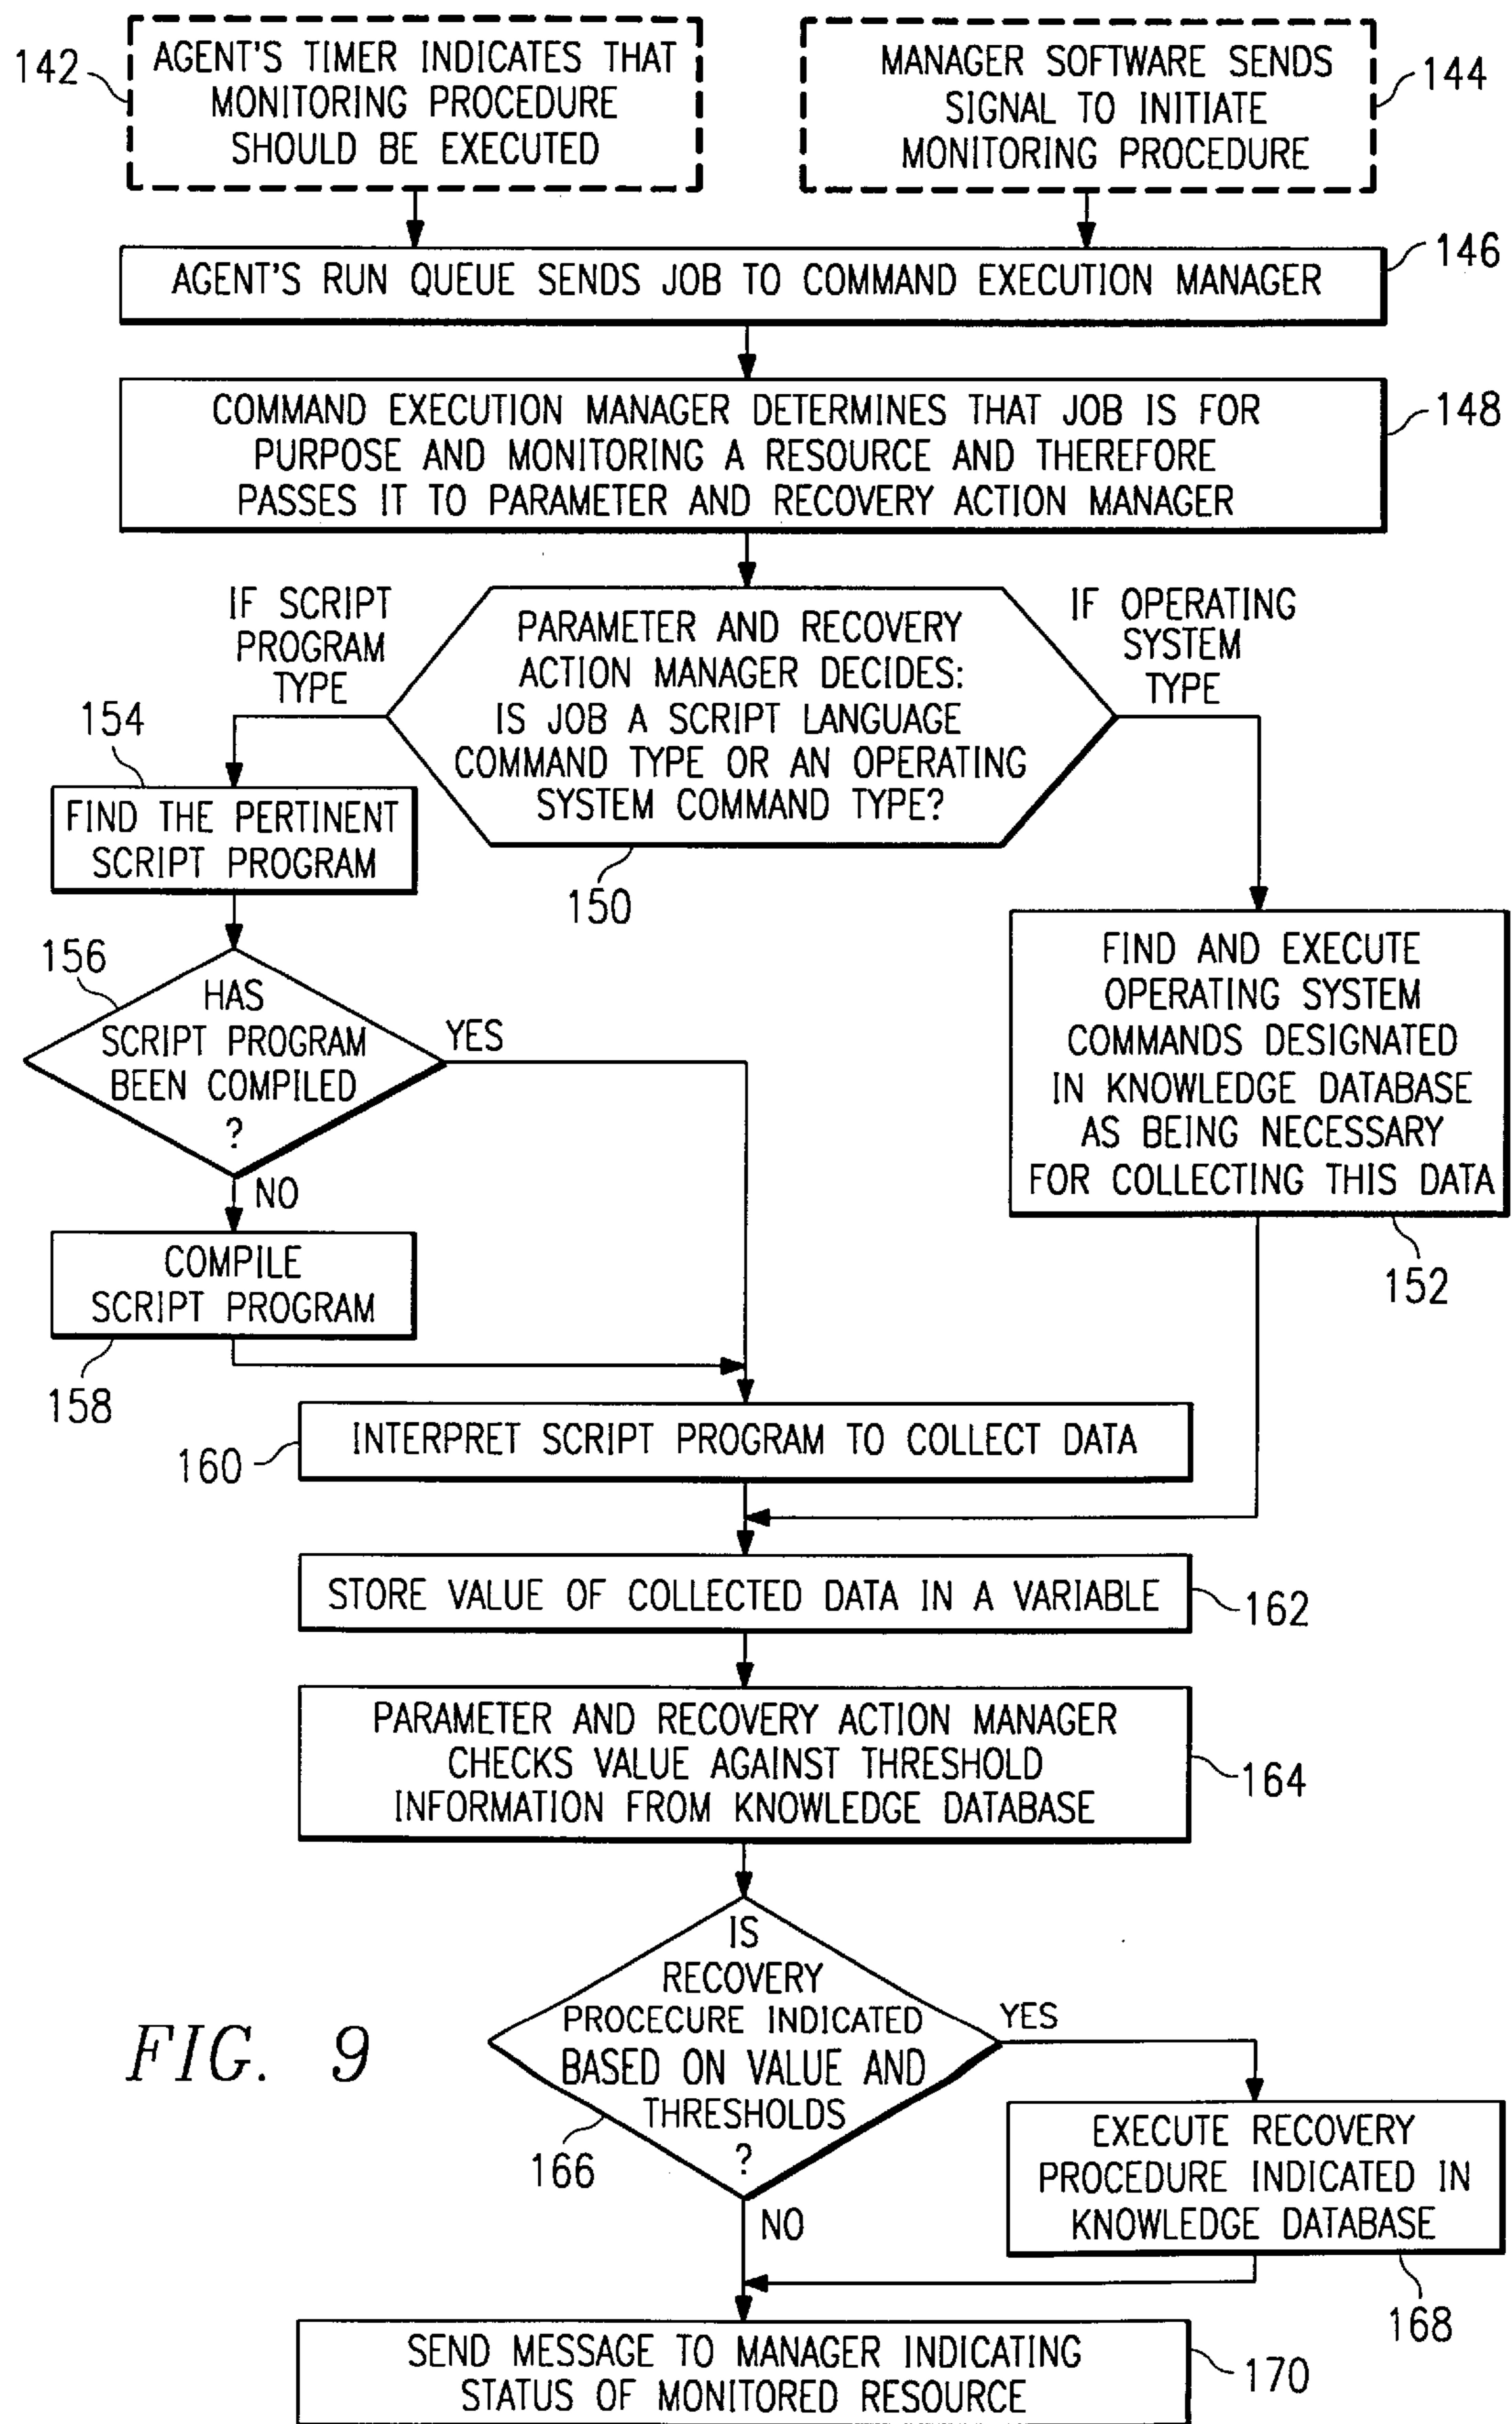 142
AGENT'S TIMER INDICATES THAT
MONITORING PROCEDURE
SHOULD BE EXECUTED
MANAGER SOFTWARE SENDS
SIGNAL TO INITIATE
MONITORING PROCEDURE
144
AGENT'S RUN QUEUE SENDS JOB TO COMMAND EXECUTION MANAGER
146
COMMAND EXECUTION MANAGER DETERMINES THAT JOB IS FOR
PURPOSE AND MONITORING A RESOURCE AND THEREFORE
PASSES IT TO PARAMETER AND RECOVERY ACTION MANAGER
148
IF SCRIPT
PROGRAM
TYPE
PARAMETER AND RECOVERY
ACTION MANAGER DECIDES:
IS JOB A SCRIPT LANGUAGE
COMMAND TYPE OR AN OPERATING
SYSTEM COMMAND TYPE?
150
IF OPERATING
SYSTEM
TYPE
154
FIND THE PERTINENT
SCRIPT PROGRAM
156
HAS
SCRIPT PROGRAM
BEEN COMPILED
?
YES
NO
FIND AND EXECUTE
OPERATING SYSTEM
COMMANDS DESIGNATED
IN KNOWLEDGE DATABASE
AS BEING NECESSARY
FOR COLLECTING THIS DATA
152
COMPILE
SCRIPT PROGRAM
158
INTERPRET SCRIPT PROGRAM TO COLLECT DATA
160
STORE VALUE OF COLLECTED DATA IN A VARIABLE
162
PARAMETER AND RECOVERY ACTION MANAGER
CHECKS VALUE AGAINST THRESHOLD
INFORMATION FROM KNOWLEDGE DATABASE
164
IS
RECOVERY
PROCECURE INDICATED
BASED ON VALUE AND
THRESHOLDS
?
166
YES
NO
FIG. 9
EXECUTE RECOVERY
PROCEDURE INDICATED IN
KNOWLEDGE DATABASE
168
SEND MESSAGE TO MANAGER INDICATING
STATUS OF MONITORED RESOURCE
170